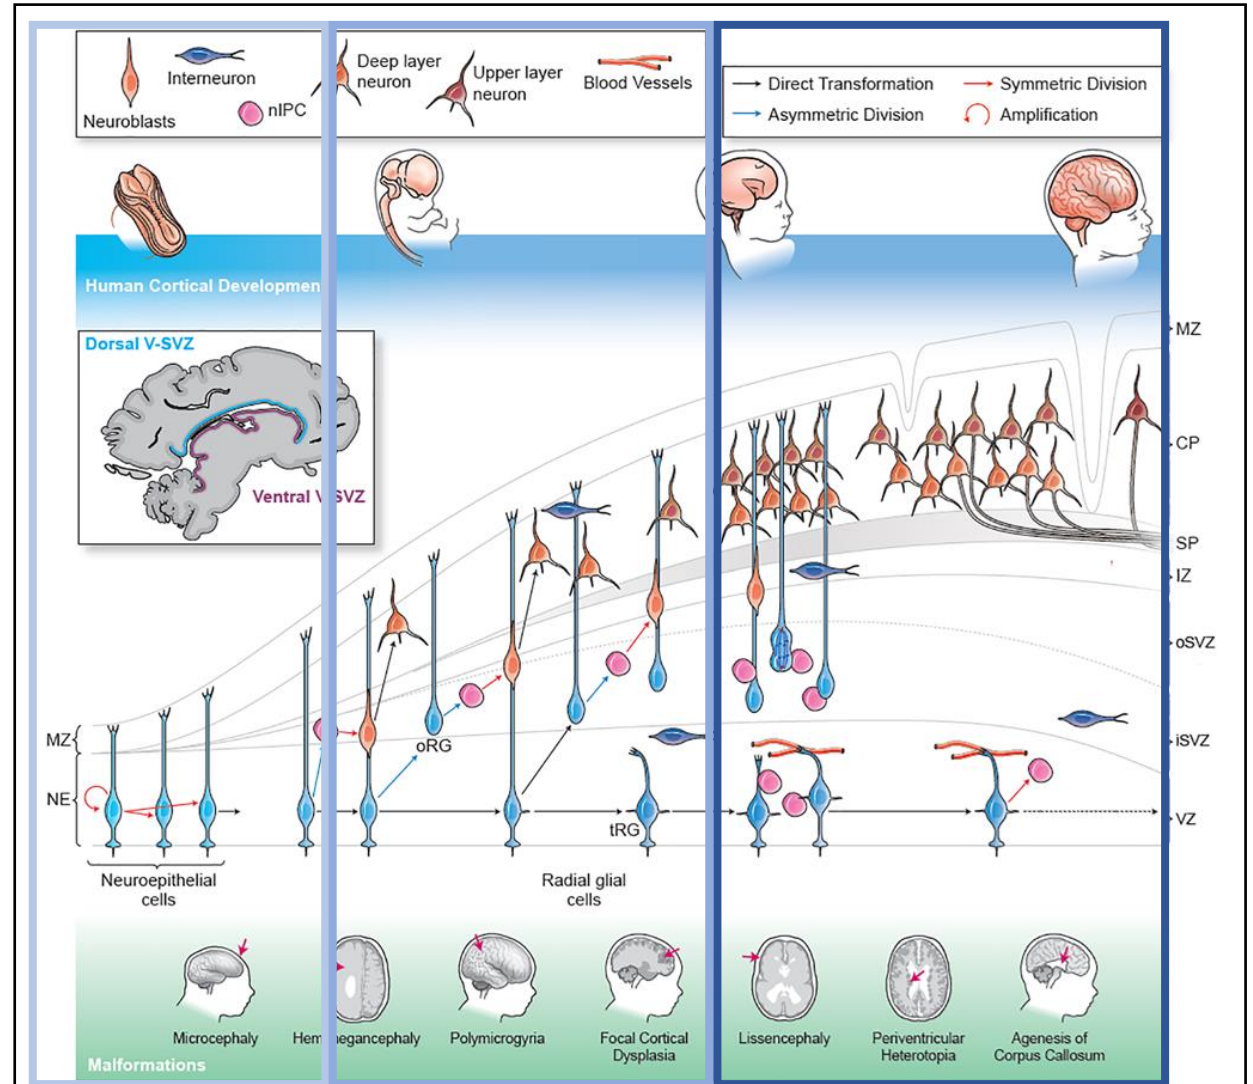 Neuroblasts
Interneuron
nIPC
Deep layer
neuron
Upper layer
neuron
Blood Vessels
Direct Transformation
Symmetric Division
Asymmetric Division
Amplification
Human Cortical Developmen
Dorsal V-SVZ
Ventral V-SVZ
MZ
CP
SP
IZ
oSVZ
iSVZ
VZ
MZ
NE
oRG
tRG
Neuroepithelial
cells
Radial glial
cells
Microcephaly
Hem megancephaly
Polymicrogyria
Focal Cortical
Dysplasia
Lissencephaly
Periventricular
Heterotopia
Agenesis of
Corpus Callosum
Malformations